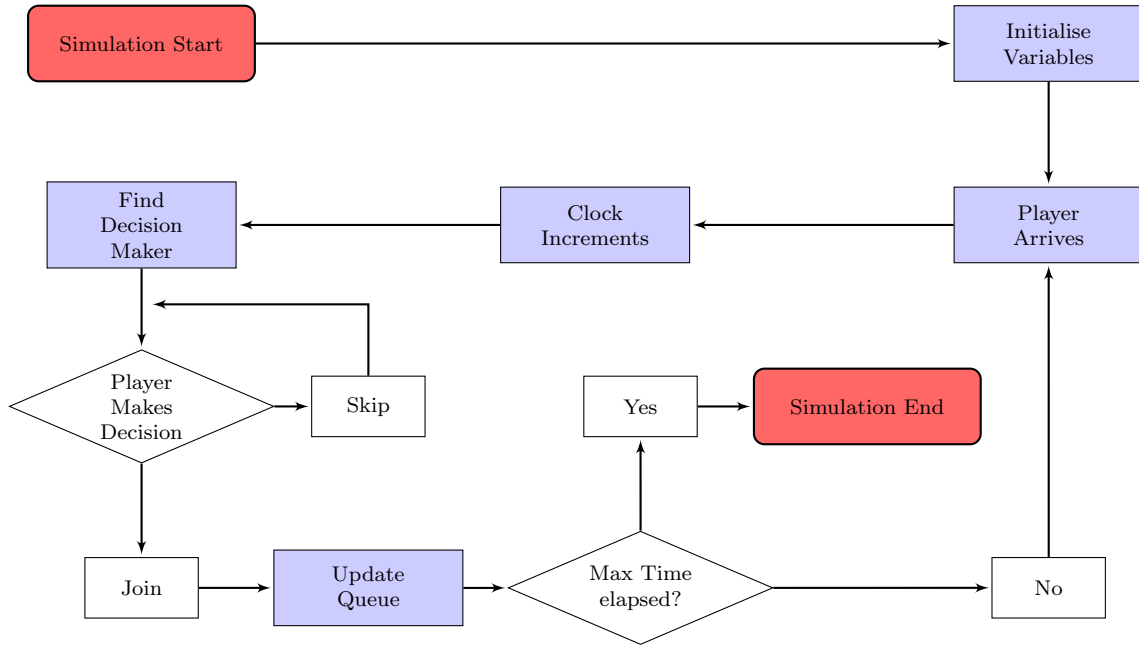 Simulation Start
Initialise
Variables
Find
Decision
Maker
Clock
Increments
Player
Arrives
Player
Makes
Decision
Skip
Yes
Simulation End
Join
Update
Queue
Max Time
elapsed?
No